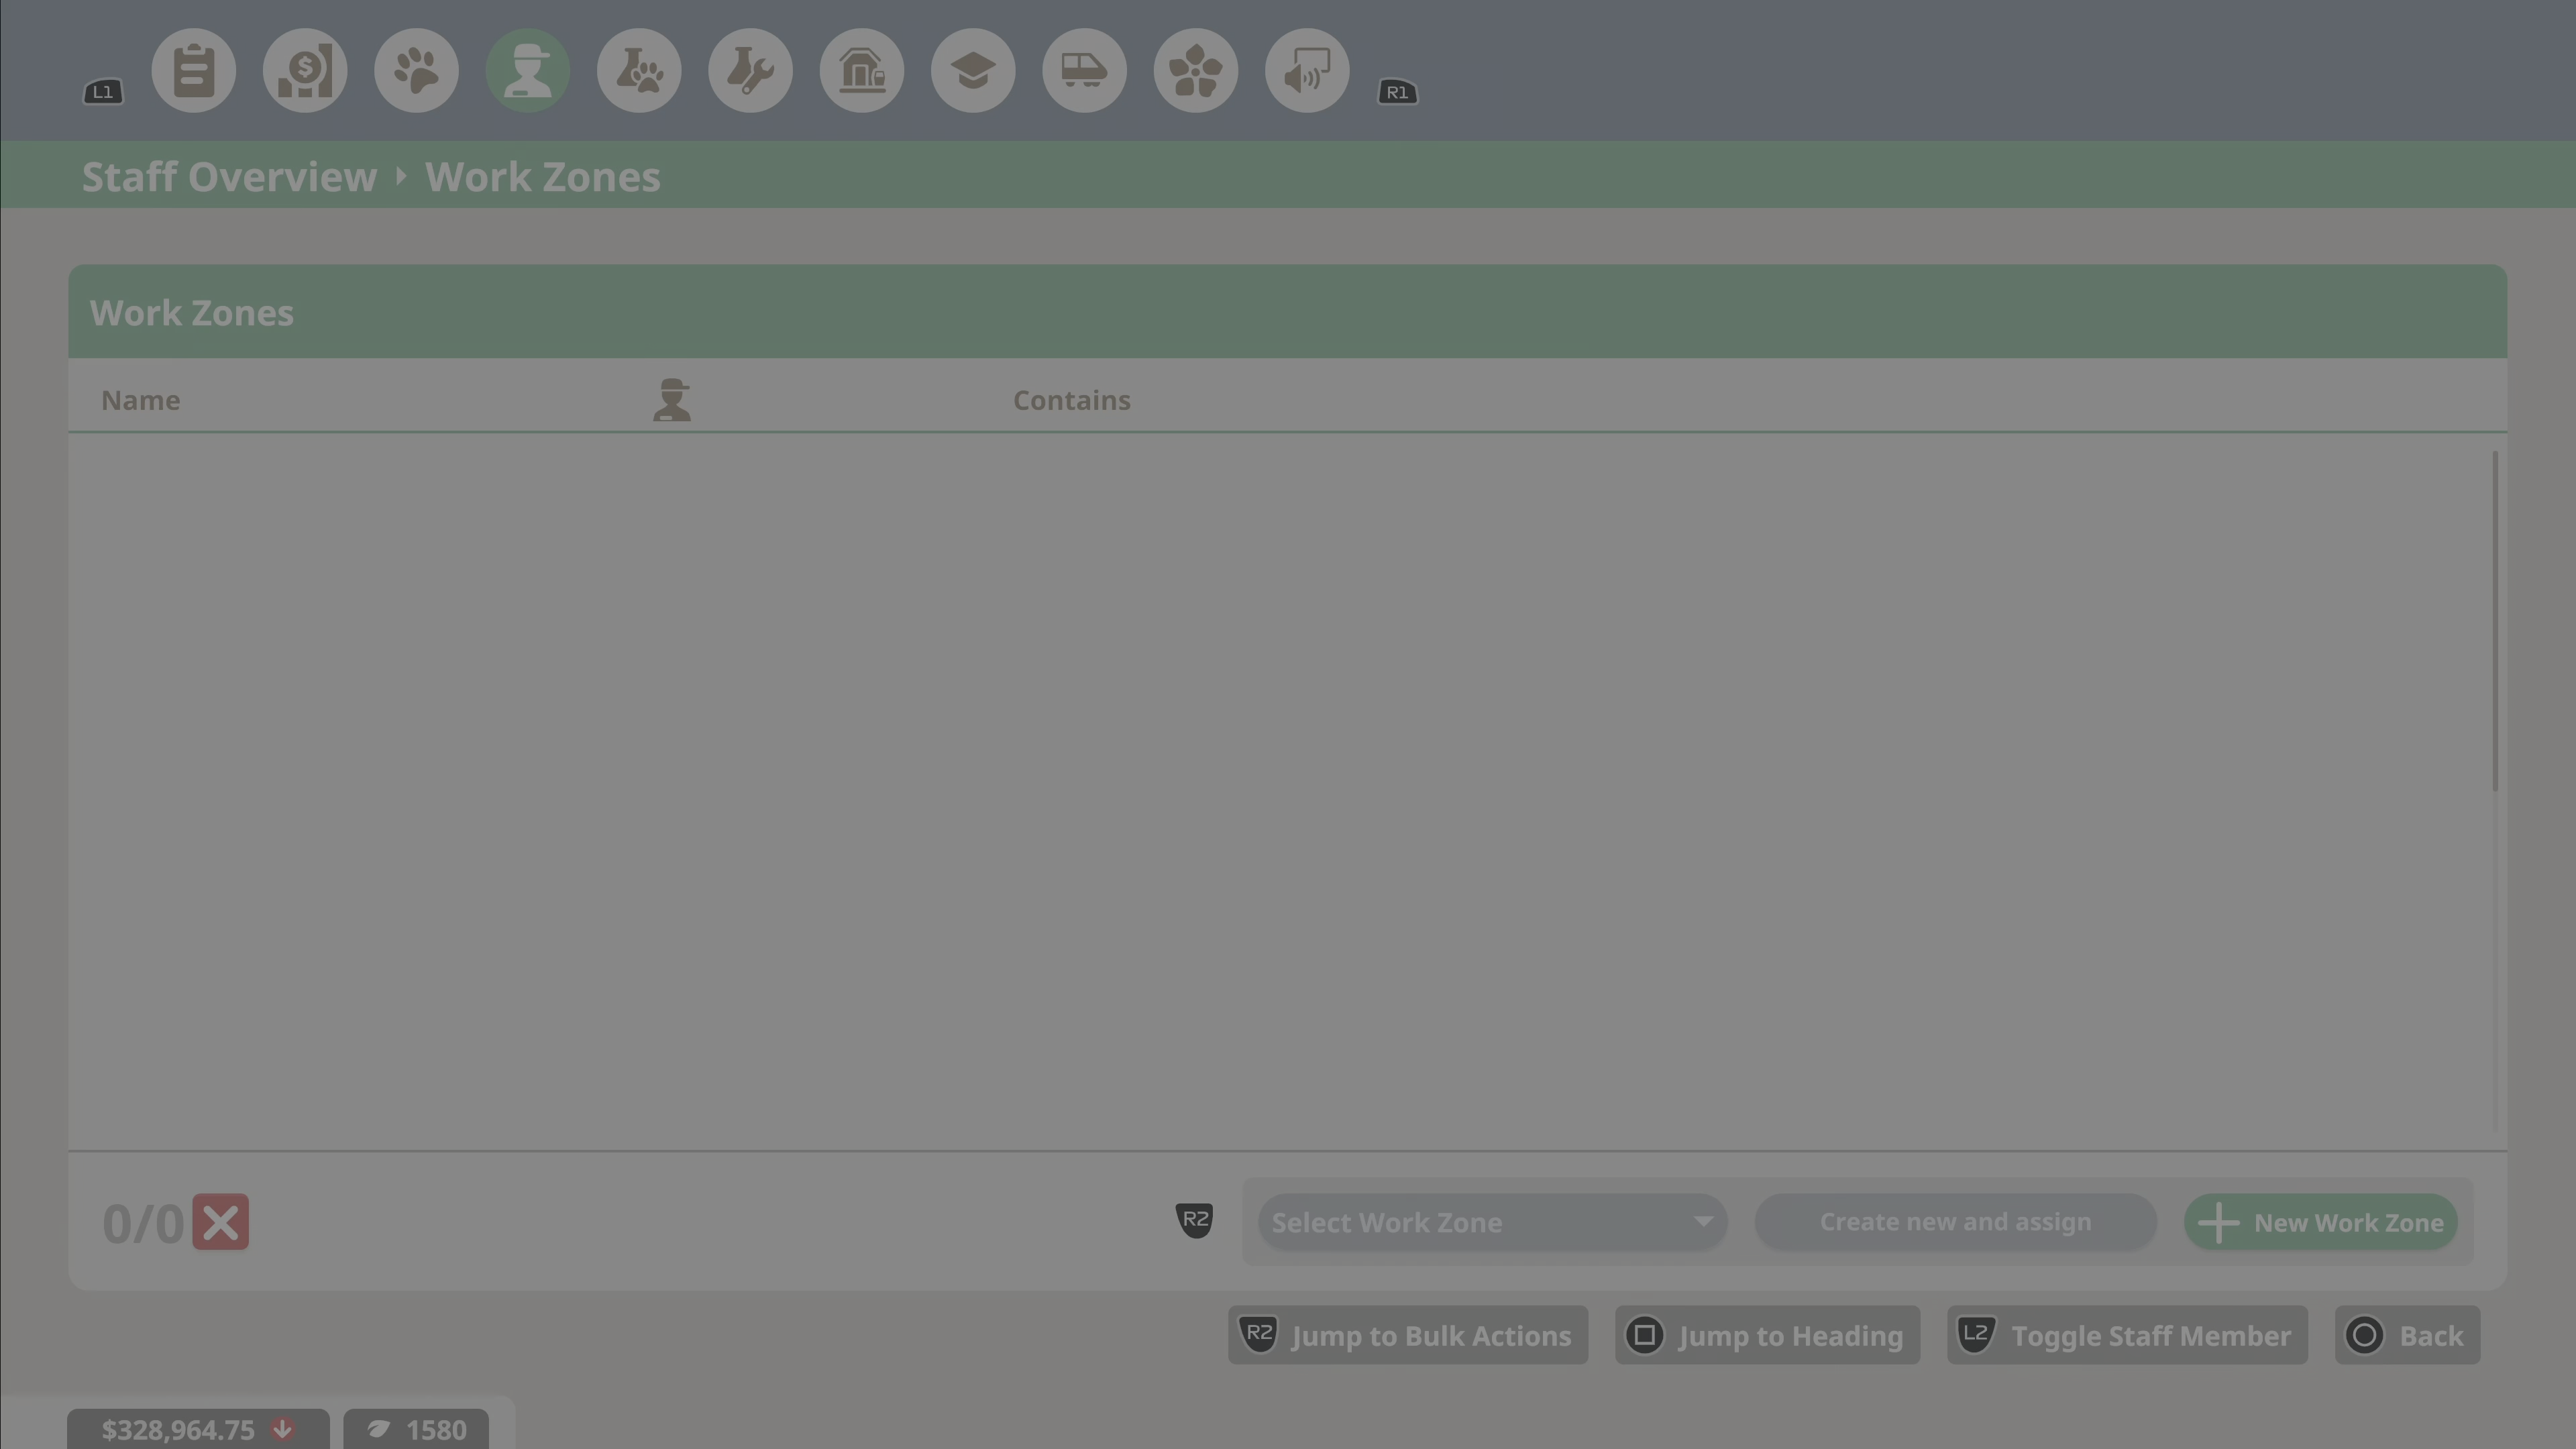 L1
R1
Staff Overview Work Zones
Work Zones
Name Contains
0/0 R2 Select Work Zone Create new and assign New Work Zone
R2 Jump to Bulk Actions Jump to Heading L2 Toggle Staff Member Back
$328,964.75 1580